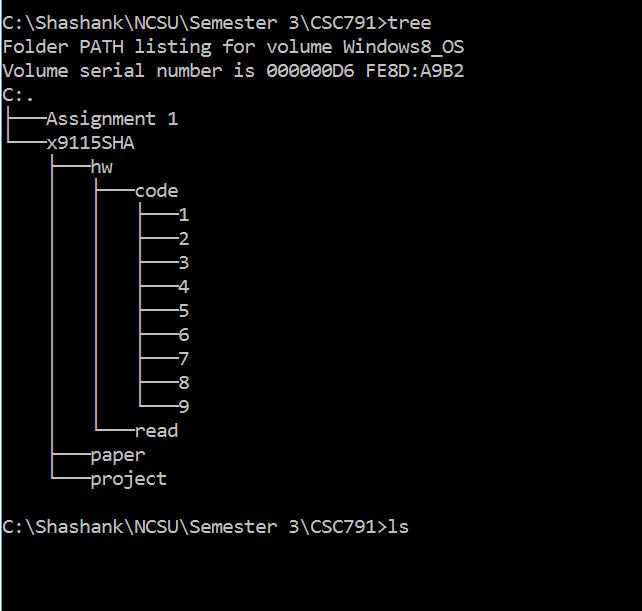 C:\Shashank\NCSU\Semester 3\CSC791>tree
Folder PATH listing for volume Windows8_OS
Volume serial number is 000000D6 FE8D:A9B2
C:.
├───Assignment 1
└───x9115SHA
    ├───hw
    │   ├───code
    │   │   ├───1
    │   │   ├───2
    │   │   ├───3
    │   │   ├───4
    │   │   ├───5
    │   │   ├───6
    │   │   ├───7
    │   │   ├───8
    │   │   └───9
    │   └───read
    ├───paper
    └───project
C:\Shashank\NCSU\Semester 3\CSC791>ls